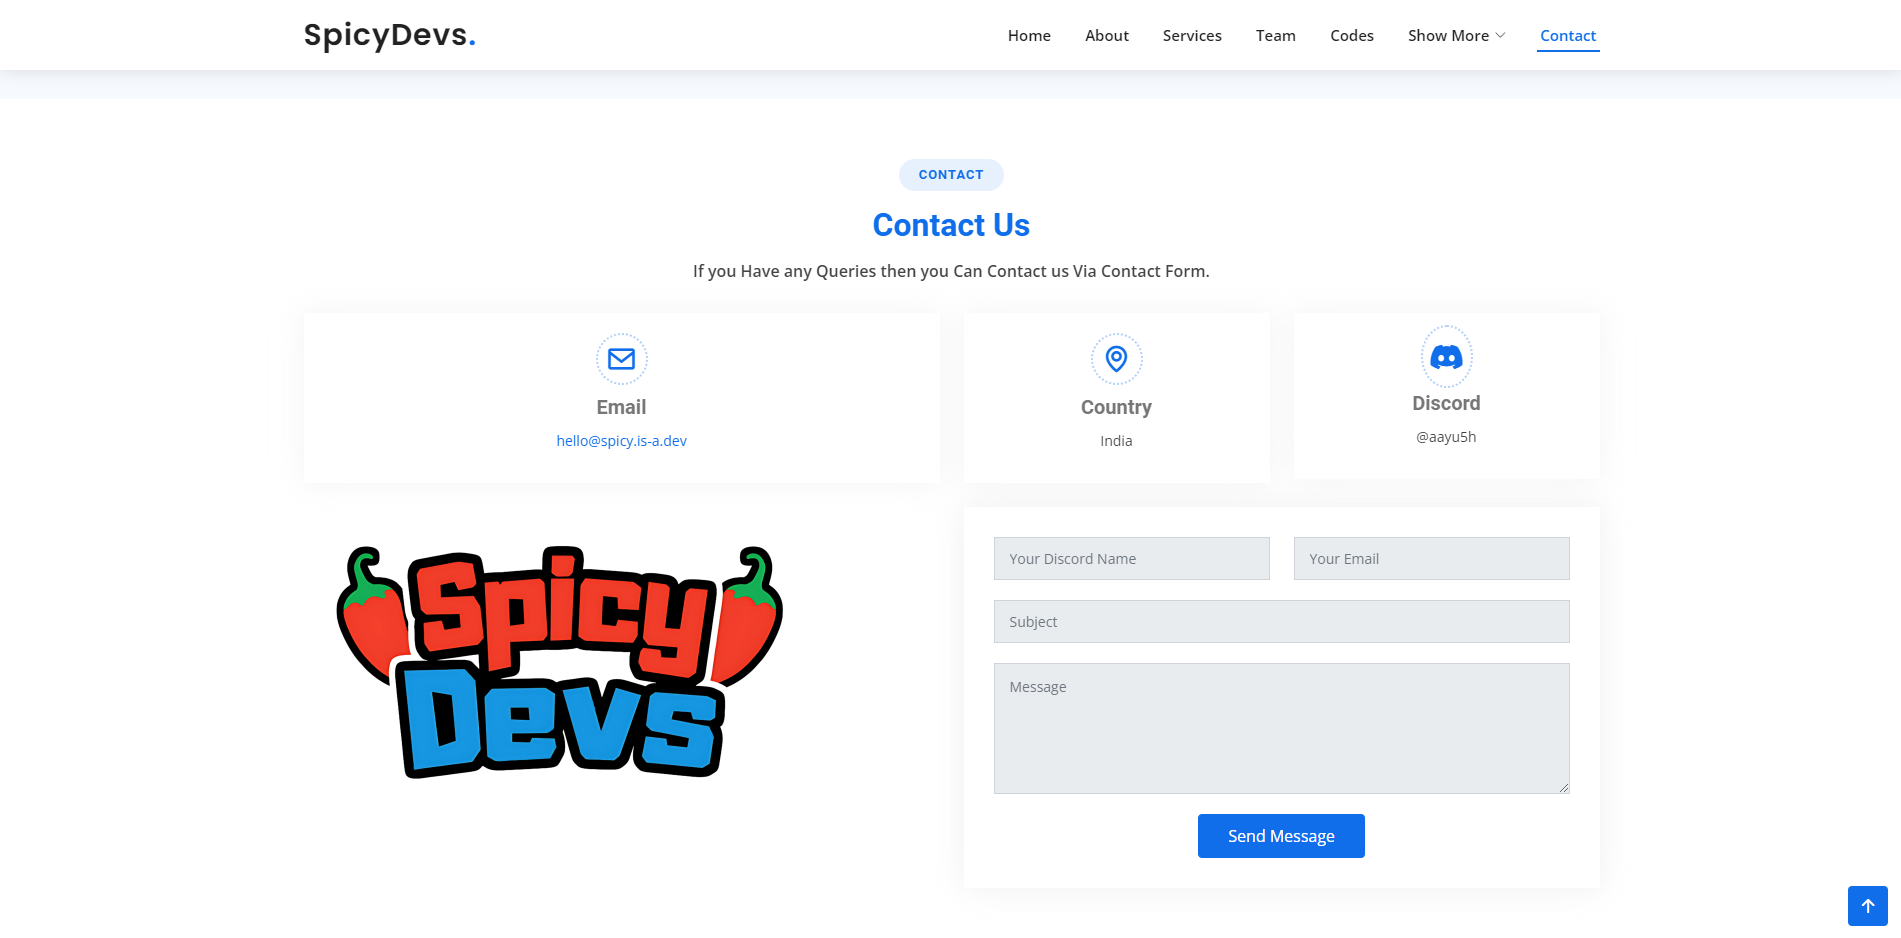 SpicyDevs.
Home About Services Team Codes Show More Contact
CONTACT
Contact Us
If you Have any Queries then you Can Contact us Via Contact Form.
Email
hello@spicy.is-a.dev
Country
India
Discord
@aayu5h
Spicy
Devs
Your Discord Name
Your Email
Subject
Message
Send Message